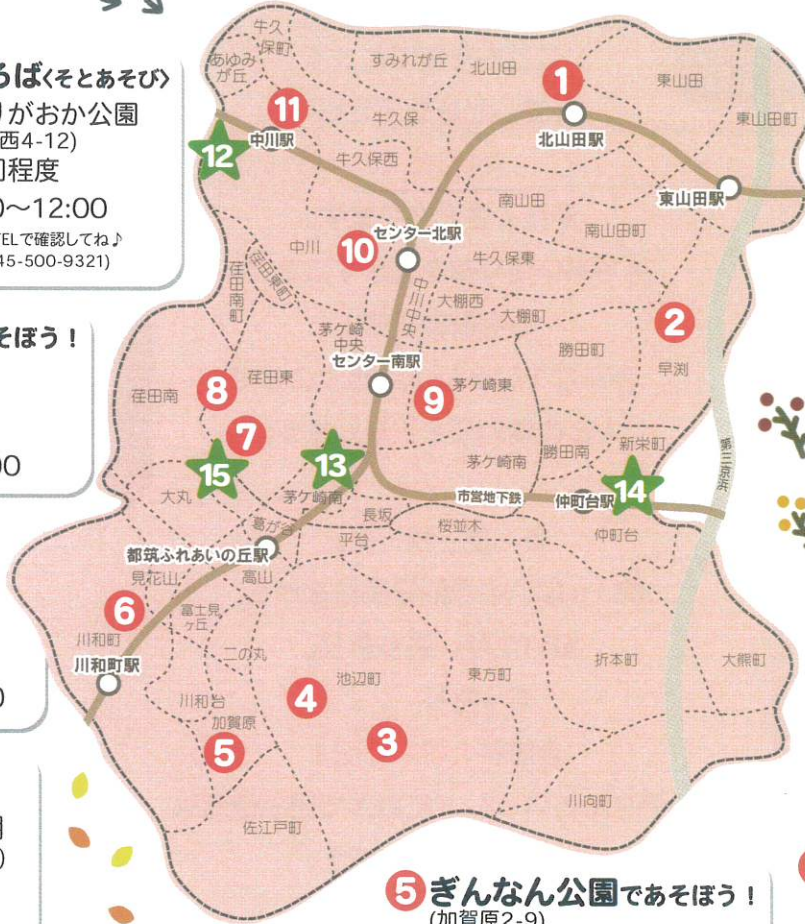 ろば<そとあそび>
りがおか公園
西4-12)
程度
～12:00
TELで確認してね♪
45-500-9321)
そぼう！
牛久
保町
あゆみ
が丘
すみれが丘
北山田
1
東山田
東山田町
11
中川駅
12
牛久保
牛久保西
北山田駅
東山田駅
南山田
南山田町
中川
10
センター北駅
牛久保東
荏田東町
荏田南町
中川中央
大棚西
大棚町
2
早渕
茅ケ崎
中央
センター南駅
勝田町
荏田南
8
荏田東
9
茅ケ崎東
7
15
13
茅ケ崎南
勝田南
新栄町
14
大丸
茅ケ崎南
市営地下鉄
仲町台駅
第三京浜
葛が谷
長坂
平台
桜並木
仲町台
都筑ふれあいの丘駅
見花山
高山
6
富士見
ヶ丘
川和町
二の丸
川和町駅
池辺町
東方町
折本町
大熊町
4
川和台
加賀原
5
3
川向町
佐江戸町
5 ぎんなん公園であそぼう！
(加賀原2-9)